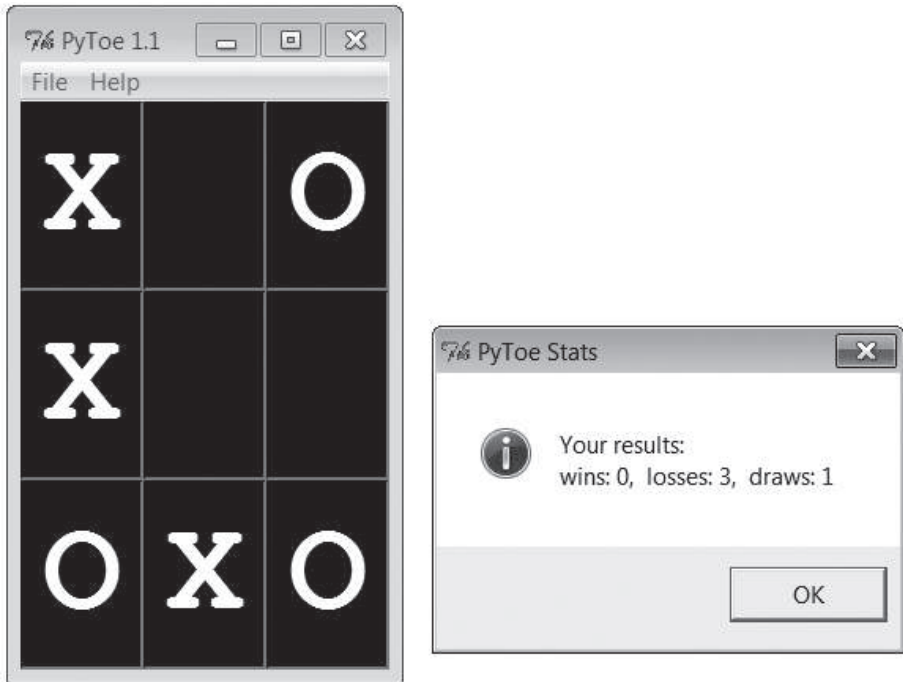 PyToe 1.1
File Help
X O
X
O X O
PyToe Stats
Your results:
wins: 0, losses: 3, draws: 1
OK